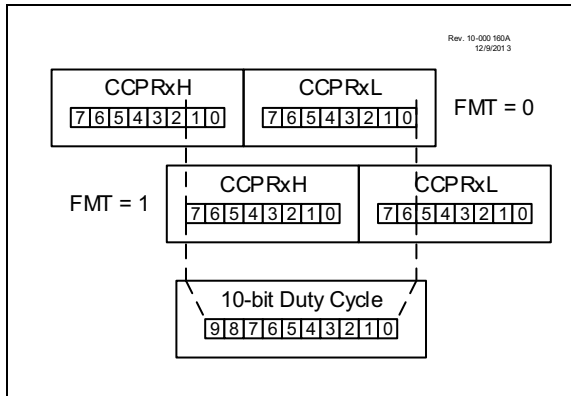 Rev. 10-000 160A
12/9/2013
CCPRxH CCPRxL
7 6 5 4 3 2 1 0 7 6 5 4 3 2 1 0 FMT = 0
CCPRxH CCPRxL
FMT = 1 7 6 5 4 3 2 1 0 7 6 5 4 3 2 1 0
10-bit Duty Cycle
9 8 7 6 5 4 3 2 1 0